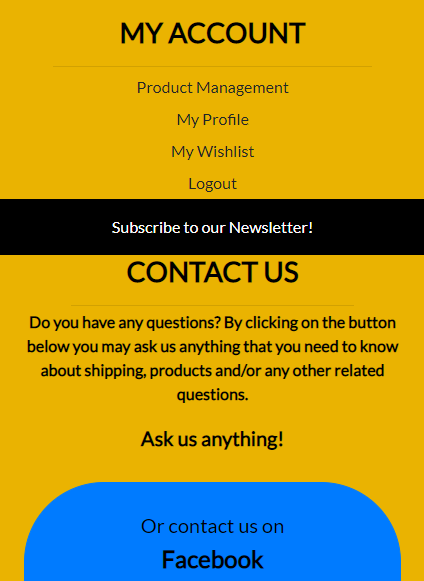 MY ACCOUNT
Product Management
My Profile
My Wishlist
Logout
Subscribe to our Newsletter!
CONTACT US
Do you have any questions? By clicking on the button
below you may ask us anything that you need to know
about shipping, products and/or any other related
questions.
Ask us anything!
Or contact us on
Facebook